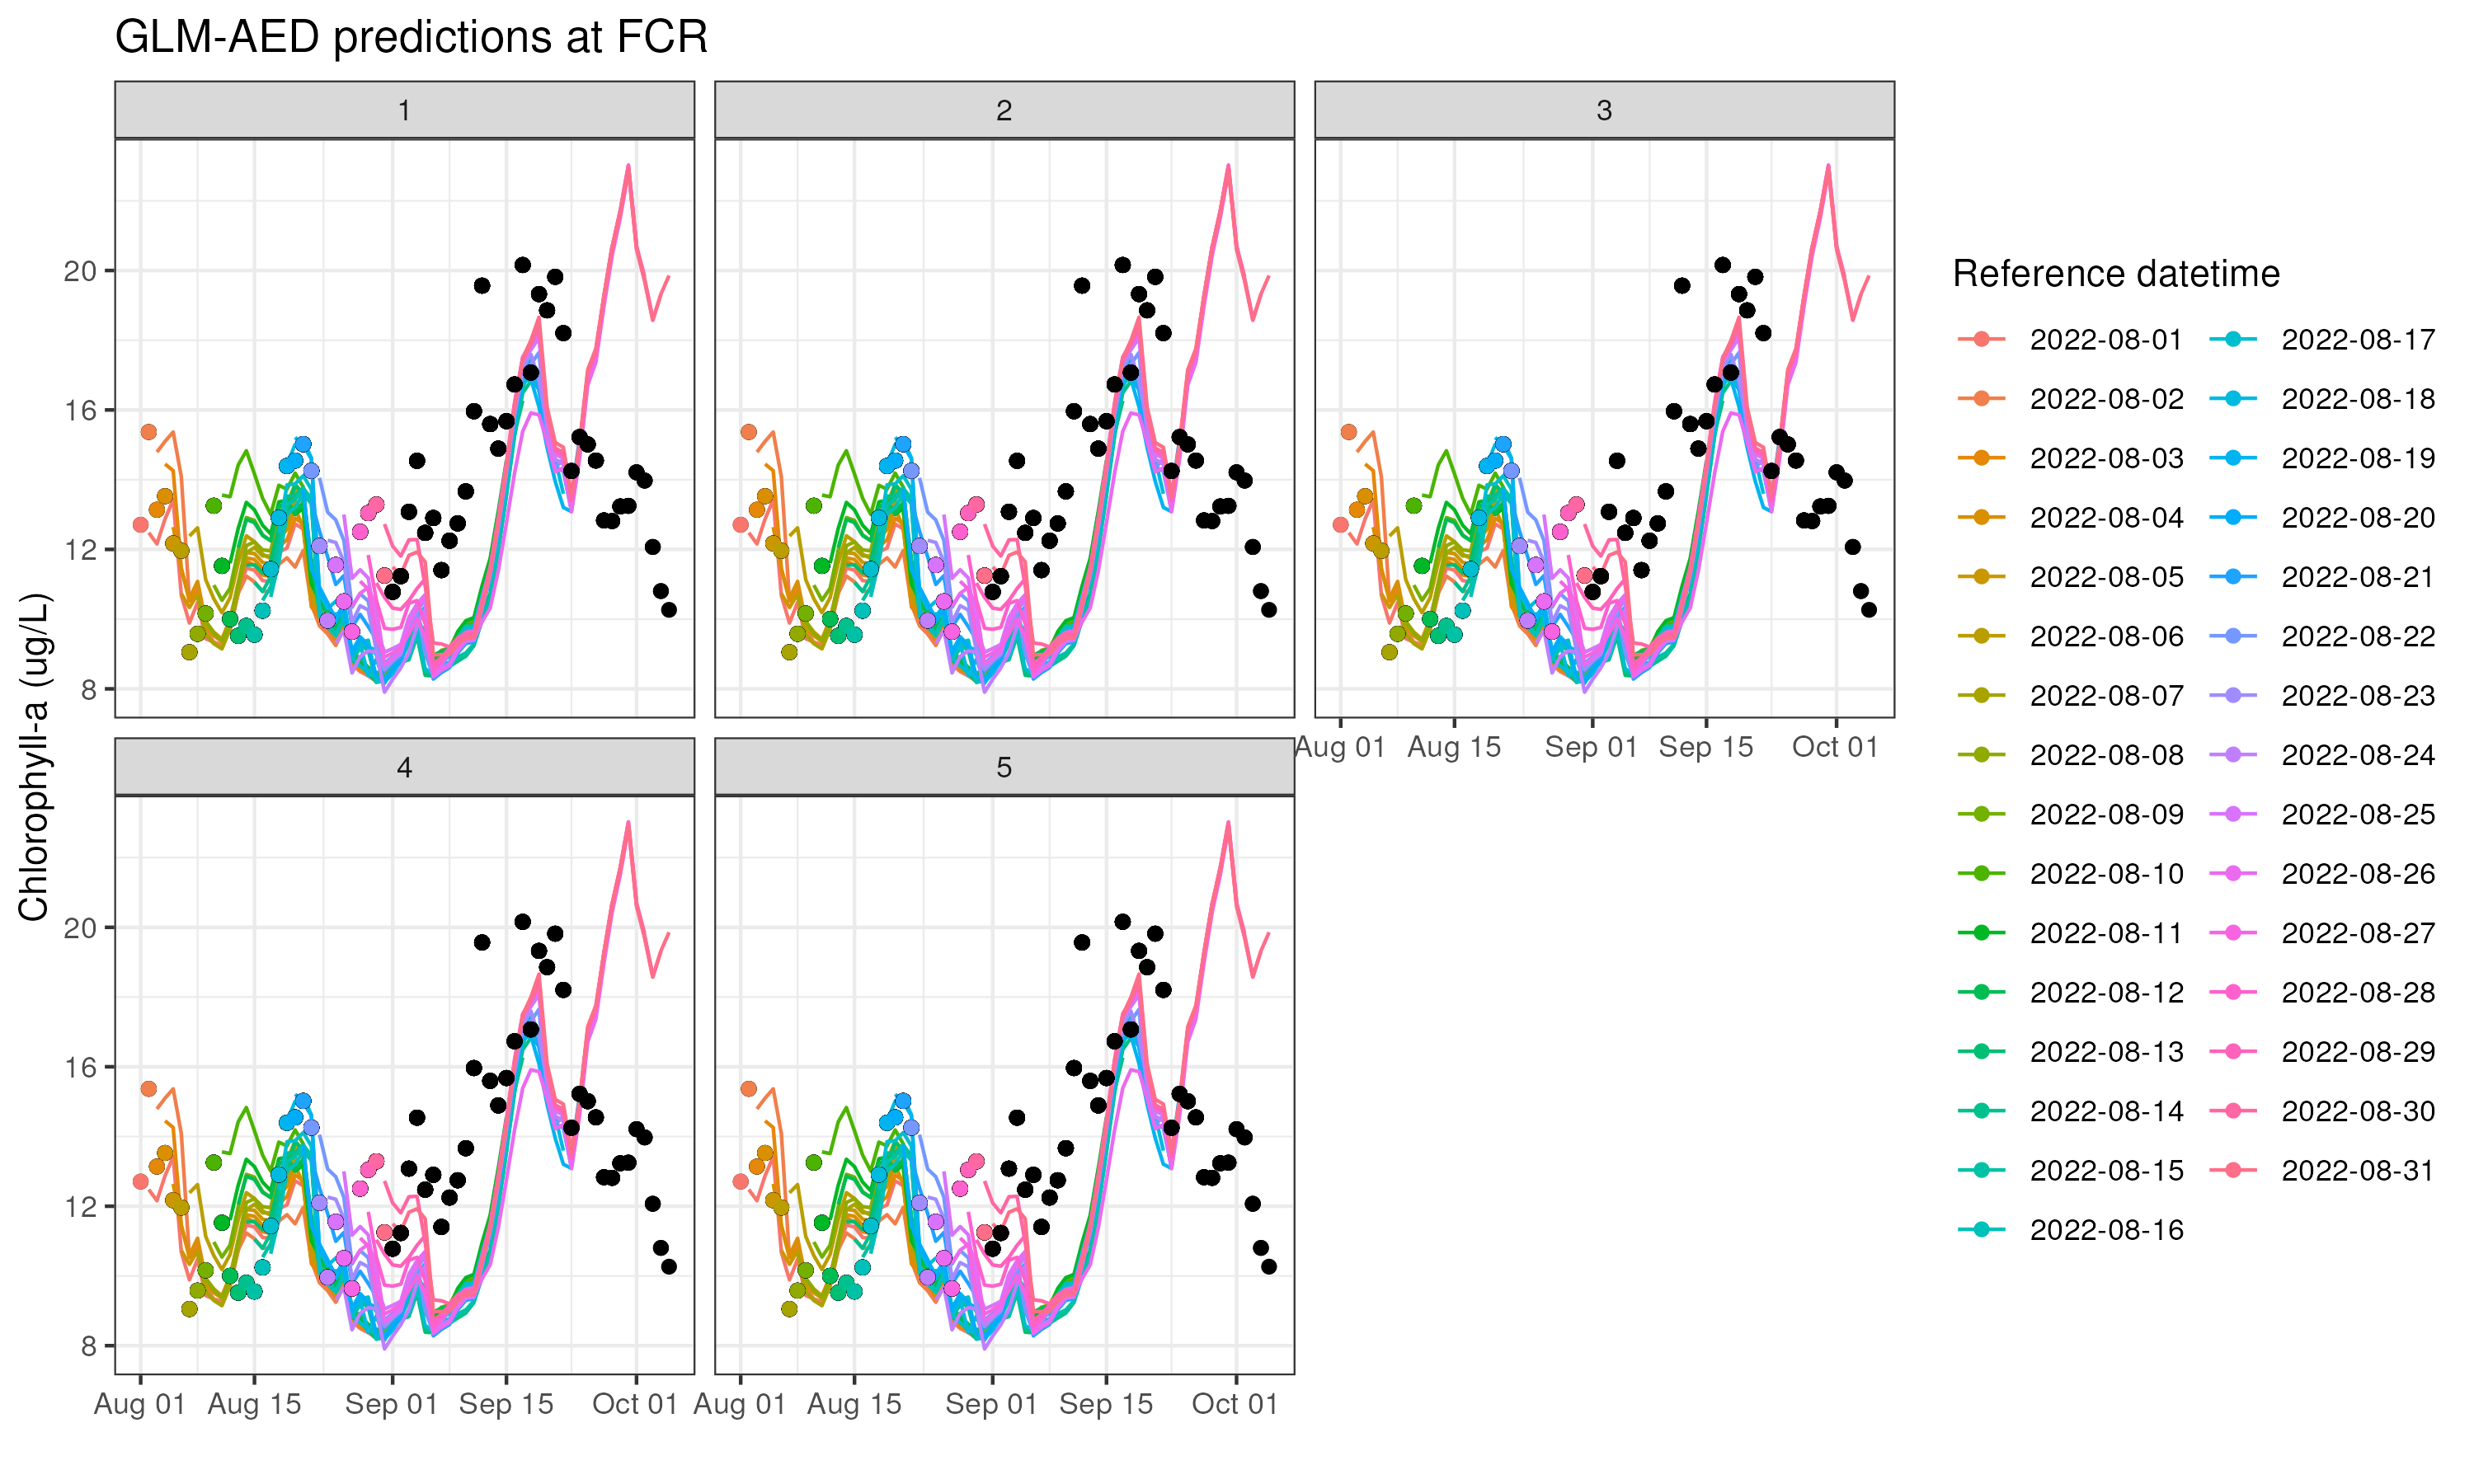 GLM-AED predictions at FCR
1
2
3
Chlorophyll-a (ug/L)
20
16
12
8
Aug 01
Aug 15
Sep 01
Sep 15
Oct 01
4
5
20
16
12
8
Aug 01
Aug 15
Sep 01
Sep 15
Oct 01
Aug 01
Aug 15
Sep 01
Sep 15
Oct 01
Reference datetime
2022-08-01
2022-08-02
2022-08-03
2022-08-04
2022-08-05
2022-08-06
2022-08-07
2022-08-08
2022-08-09
2022-08-10
2022-08-11
2022-08-12
2022-08-13
2022-08-14
2022-08-15
2022-08-16
2022-08-17
2022-08-18
2022-08-19
2022-08-20
2022-08-21
2022-08-22
2022-08-23
2022-08-24
2022-08-25
2022-08-26
2022-08-27
2022-08-28
2022-08-29
2022-08-30
2022-08-31